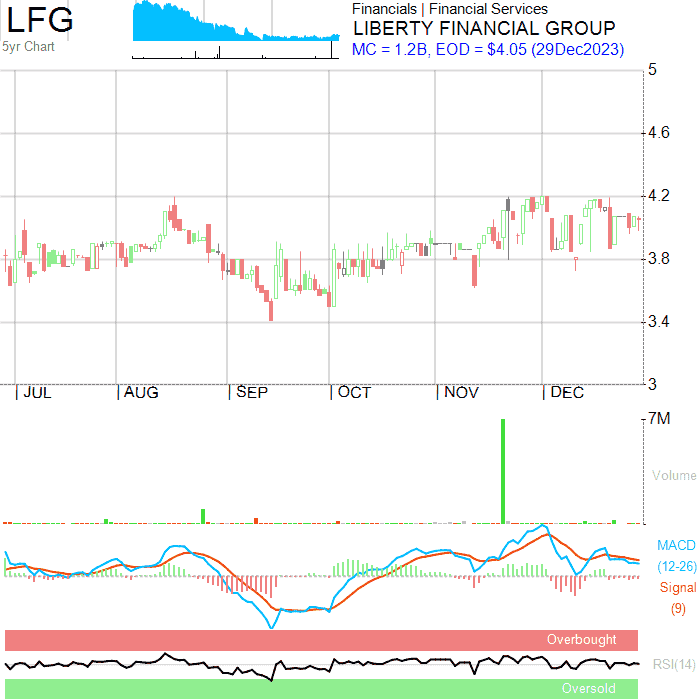 LFG
5yr Chart
Financials | Financial Services
LIBERTY FINANCIAL GROUP
MC = 1.2B, EOD = $4.05 (29Dec2023)
5
4.6
4.2
3.8
3.4
3
| JUL | AUG | SEP | OCT | NOV | DEC
7M
Volume
MACD
(12-26)
Signal
(9)
Overbought
RSI(14)
Oversold